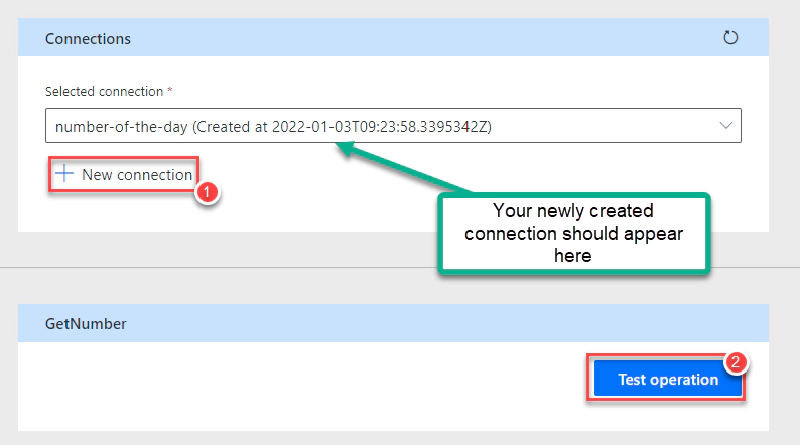 Connections
Selected connection *
number-of-the-day (Created at 2022-01-03T09:23:58.3395342Z)
+ New connection
1
Your newly created
connection should appear
here
GetNumber
2
Test operation